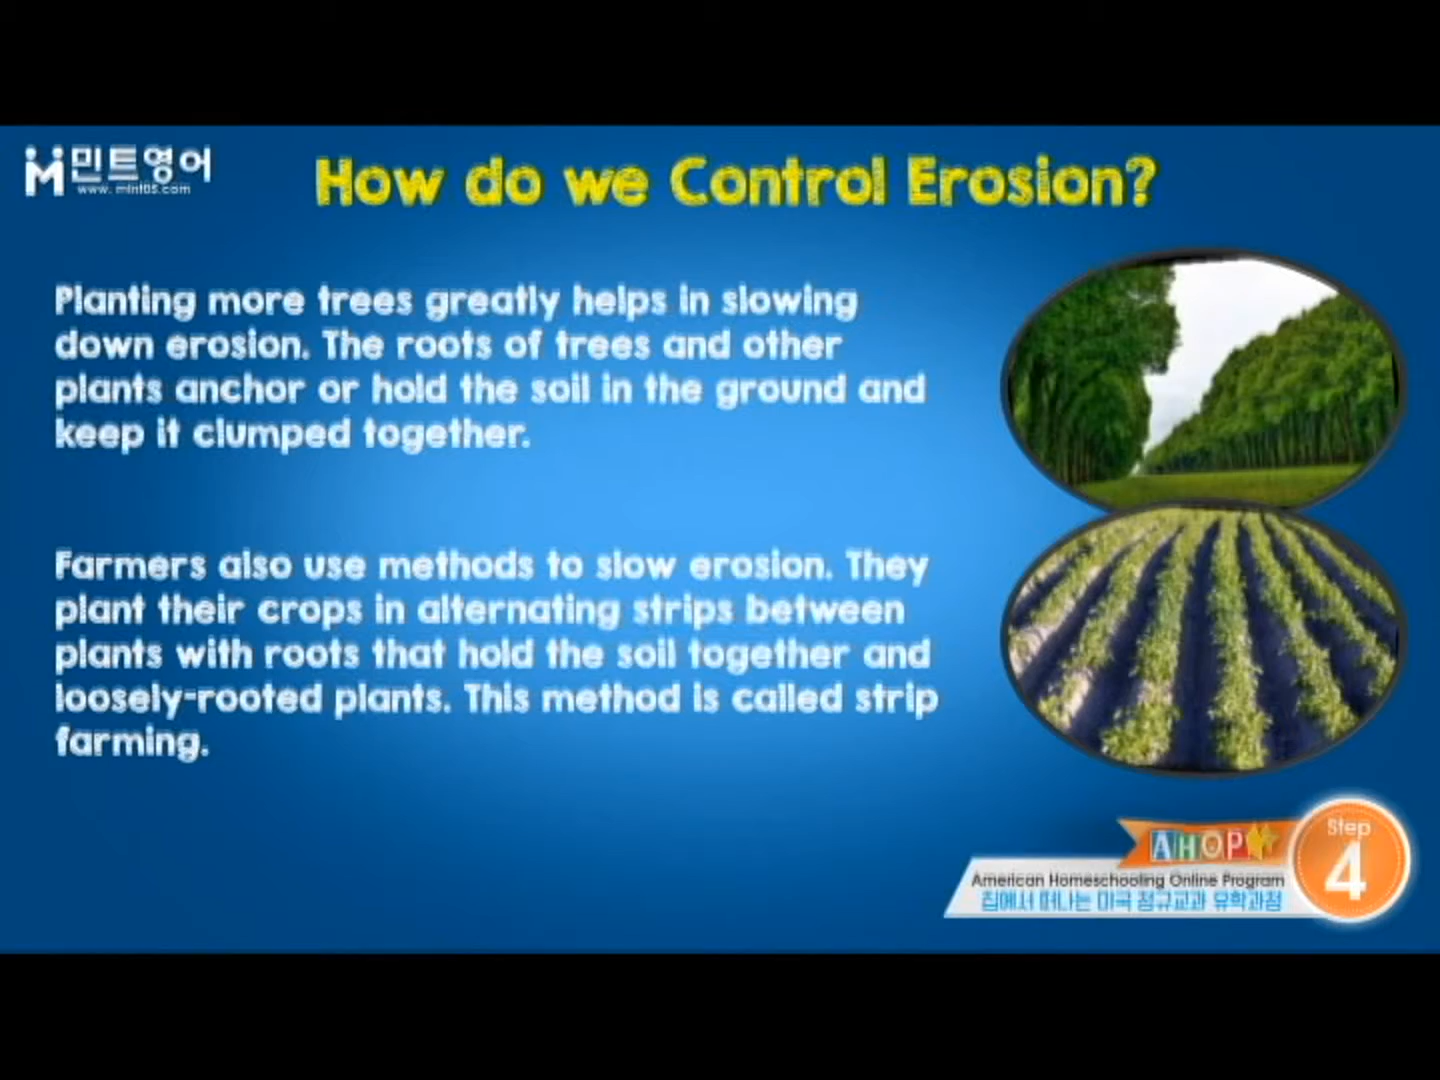 민트영어
www. mint05.com
How do we Control Erosion?
Planting more trees greatly helps in slowing
down erosion. The roots of trees and other
plants anchor or hold the soil in the ground and
keep it clumped together.
Farmers also use methods to slow erosion. They
plant their crops in alternating strips between
plants with roots that hold the soil together and
loosely-rooted plants. This method is called strip
farming.
AHOP
Step
4
American Homeschooling Online Program
집에서 떠나는 미국 정규교과 유학과정